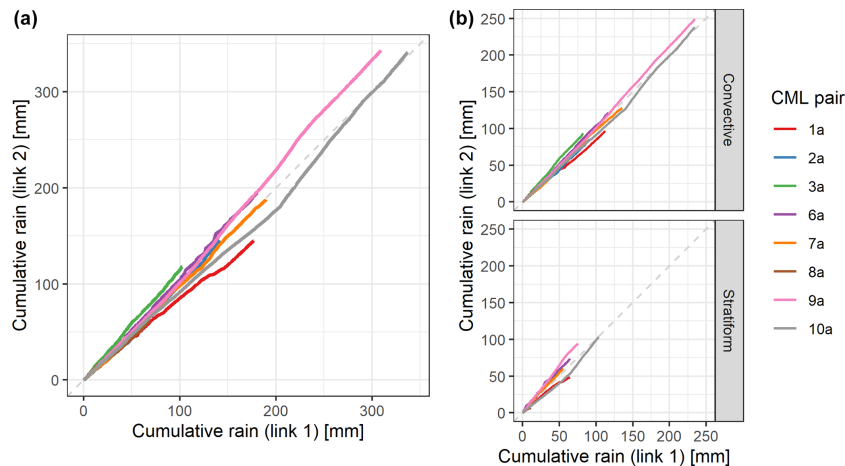 (a)
Cumulative rain (link 2) [mm]
300
200
100
0
0 100 200 300
Cumulative rain (link 1) [mm]
(b)
Cumulative rain (link 2) [mm]
250
200
150
100
50
0
Convective
250
200
150
100
50
0
Stratiform
0 50 100 150 200 250
Cumulative rain (link 1) [mm]
CML pair
1a
2a
3a
6a
7a
8a
9a
10a